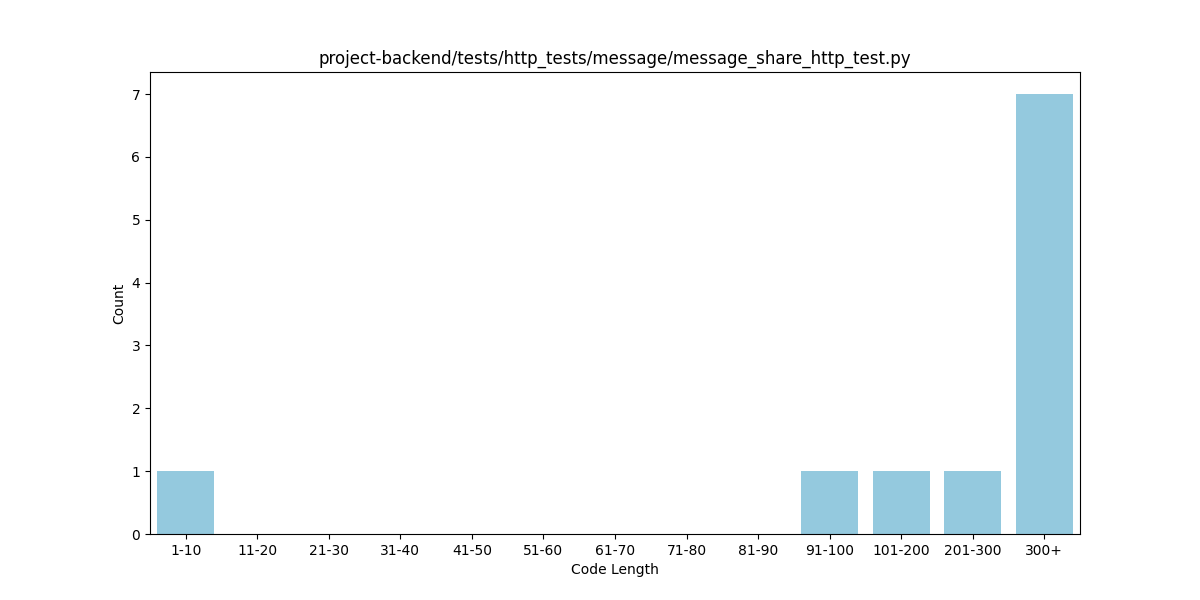 project-backend/tests/http_tests/message/message_share_http_test.py
7
6
5
4
3
2
1
0
Count
1-10 11-20 21-30 31-40 41-50 51-60 61-70 71-80 81-90 91-100 101-200 201-300 300+
Code Length